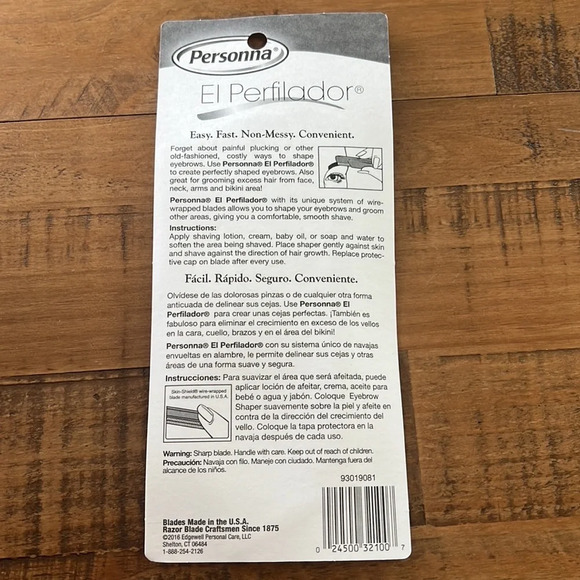 Personna®
El Perfilador®
Easy. Fast. Non-Messy. Convenient.
Forget about painful plucking or other
old-fashioned, costly ways to shape
eyebrows. Use Personna® El Perfilador®
to create perfectly shaped eyebrows. Also
great for grooming excess hair from face,
neck, arms and bikini area!
Personna® El Perfilador® with its unique system of wire-
wrapped blades allows you to shape your eyebrows and groom
other areas, giving you a comfortable, smooth shave.
Instructions:
Apply shaving lotion, cream, baby oil, or soap and water to
soften the area being shaved. Place shaper gently against skin
and shave against the direction of hair growth. Replace protec-
tive cap on blade after every use.
Fácil. Rápido. Seguro. Conveniente.
Olvídese de las dolorosas pinzas o de cualquier otra forma
anticuada de delinear sus cejas. Use Personna® El
Perfilador® para crear unas cejas perfectas. ¡También es
fabuloso para eliminar el crecimiento en exceso de los vellos
en la cara, cuello, brazos y en el área del bikini!
Personna® El Perfilador® con su sistema único de navajas
envueltas en alambre, le permite delinear sus cejas y otras
áreas de una forma suave y segura.
Instrucciones: Para suavizar el área que será afeitada, puede
aplicar loción de afeitar, crema, aceite para
bebé o agua y jabón. Coloque Eyebrow
Shaper suavemente sobre la piel y afeite en
contra de la dirección del crecimiento del
vello. Coloque la tapa protectora en la
navaja después de cada uso.
Skin-Shield® wire-wrapped
blade manufactured in U.S.A.
Warning: Sharp blade. Handle with care. Keep out of reach of children.
Precaución: Navaja con filo. Maneje con cuidado. Mantenga fuera del
alcance de los niños.
93019081
Blades Made in the U.S.A.
Razor Blade Craftsmen Since 1875
©2016 Edgewell Personal Care, LLC
Shelton, CT 06484
1-888-254-2126
0 24500 32100 7